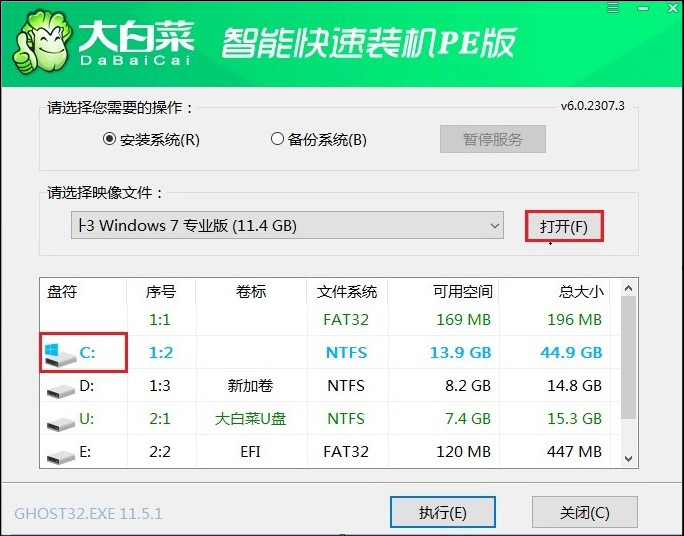 大白菜 智能快速装机PE版
DaBaiCai
请选择您需要的操作： v6.0.2307.3
安装系统(R) 备份系统(B) 暂停服务
请选择映像文件：
├3 Windows 7 专业版 (11.4 GB) 打开(F)
盘符 序号 卷标 文件系统 可用空间 总大小
1:1 FAT32 169 MB 196 MB
C: 1:2 NTFS 13.9 GB 44.9 GB
D: 1:3 新加卷 NTFS 8.2 GB 14.8 GB
U: 2:1 大白菜U盘 NTFS 7.4 GB 15.3 GB
E: 2:2 EFI FAT32 120 MB 447 MB
GHOST32.EXE 11.5.1 执行(E) 关闭(C)